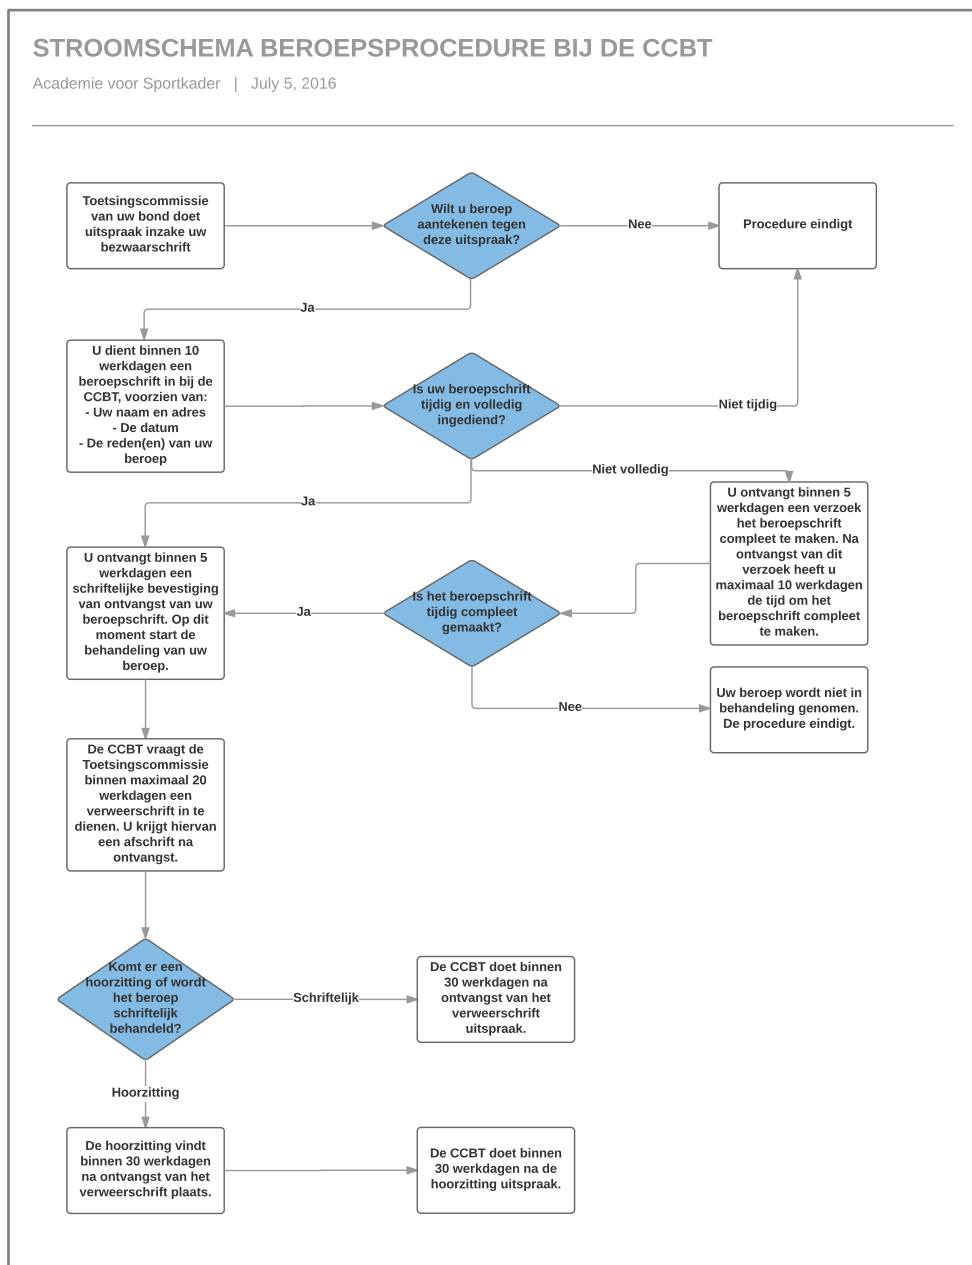 STROOMSCHEMA BEROEPSPROCEDURE BIJ DE CCBT
Academie voor Sportkader | July 5, 2016
Toetsingscommissie
van uw bond doet
uitspraak inzake uw
bezwaarschrift
Wilt u beroep
aantekenen tegen
deze uitspraak?
Nee
Procedure eindigt
Ja
U dient binnen 10
werkdagen een
beroepschrift in bij de
CCBT, voorzien van:
- Uw naam en adres
- De datum
- De reden(en) van uw
beroep
Is uw beroepschrift
tijdig en volledig
ingediend?
Niet tijdig
Niet volledig
Ja
U ontvangt binnen 5
werkdagen een verzoek
het beroepschrift
compleet te maken. Na
ontvangst van dit
verzoek heeft u
maximaal 10 werkdagen
de tijd om het
beroepschrift compleet
te maken.
U ontvangt binnen 5
werkdagen een
schriftelijke bevestiging
van ontvangst van uw
beroepschrift. Op dit
moment start de
behandeling van uw
beroep.
Ja
Is het beroepschrift
tijdig compleet
gemaakt?
Nee
Uw beroep wordt niet in
behandeling genomen.
De procedure eindigt.
De CCBT vraagt de
Toetsingscommissie
binnen maximaal 20
werkdagen een
verweerschrift in te
dienen. U krijgt hiervan
een afschrift na
ontvangst.
Komt er een
hoorzitting of wordt
het beroep
schriftelijk
behandeld?
Schriftelijk
De CCBT doet binnen
30 werkdagen na
ontvangst van het
verweerschrift
uitspraak.
Hoorzitting
De hoorzitting vindt
binnen 30 werkdagen
na ontvangst van het
verweerschrift plaats.
De CCBT doet binnen
30 werkdagen na de
hoorzitting uitspraak.